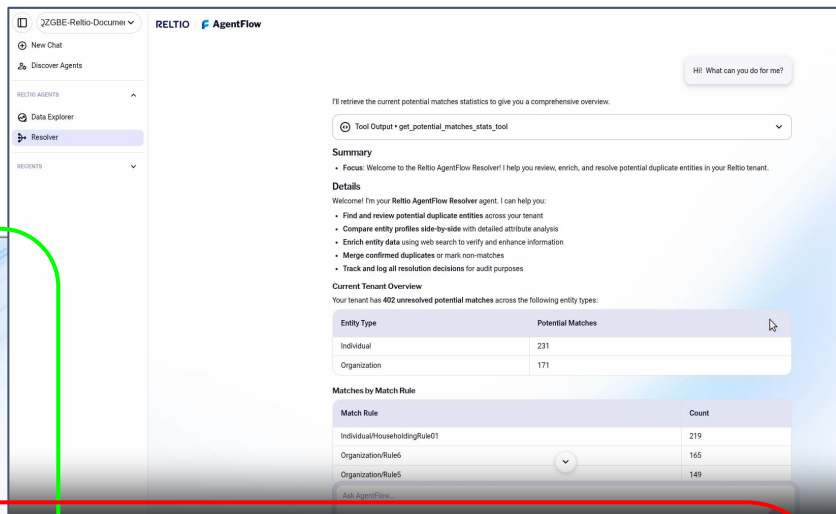 QZGBE-Reltio-Documen
RELTIO AgentFlow
New Chat
Discover Agents
RELTIO AGENTS
Data Explorer
Resolver
RECENTS
Hi! What can you do for me?
I'll retrieve the current potential matches statistics to give you a comprehensive overview.
Tool Output • get_potential_matches_stats_tool
Summary
• Focus: Welcome to the Reltio AgentFlow Resolver! I help you review, enrich, and resolve potential duplicate entities in your Reltio tenant.
Details
Welcome! I'm your Reltio AgentFlow Resolver agent. I can help you:
• Find and review potential duplicate entities across your tenant
• Compare entity profiles side-by-side with detailed attribute analysis
• Enrich entity data using web search to verify and enhance information
• Merge confirmed duplicates or mark non-matches
• Track and log all resolution decisions for audit purposes
Current Tenant Overview
Your tenant has 402 unresolved potential matches across the following entity types:
Entity Type Potential Matches
Individual 231
Organization 171
Matches by Match Rule
Match Rule Count
Individual/HouseholdingRule01 219
Organization/Rule6 165
Organization/Rule5 149
Ask AgentFlow...